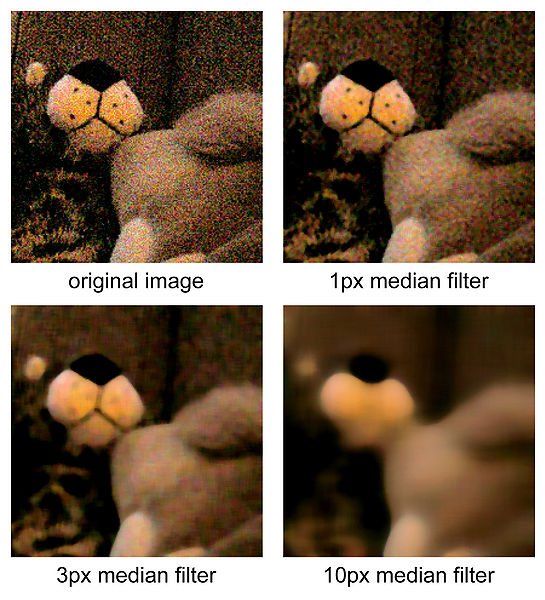 original image
1px median filter
3px median filter
10px median filter